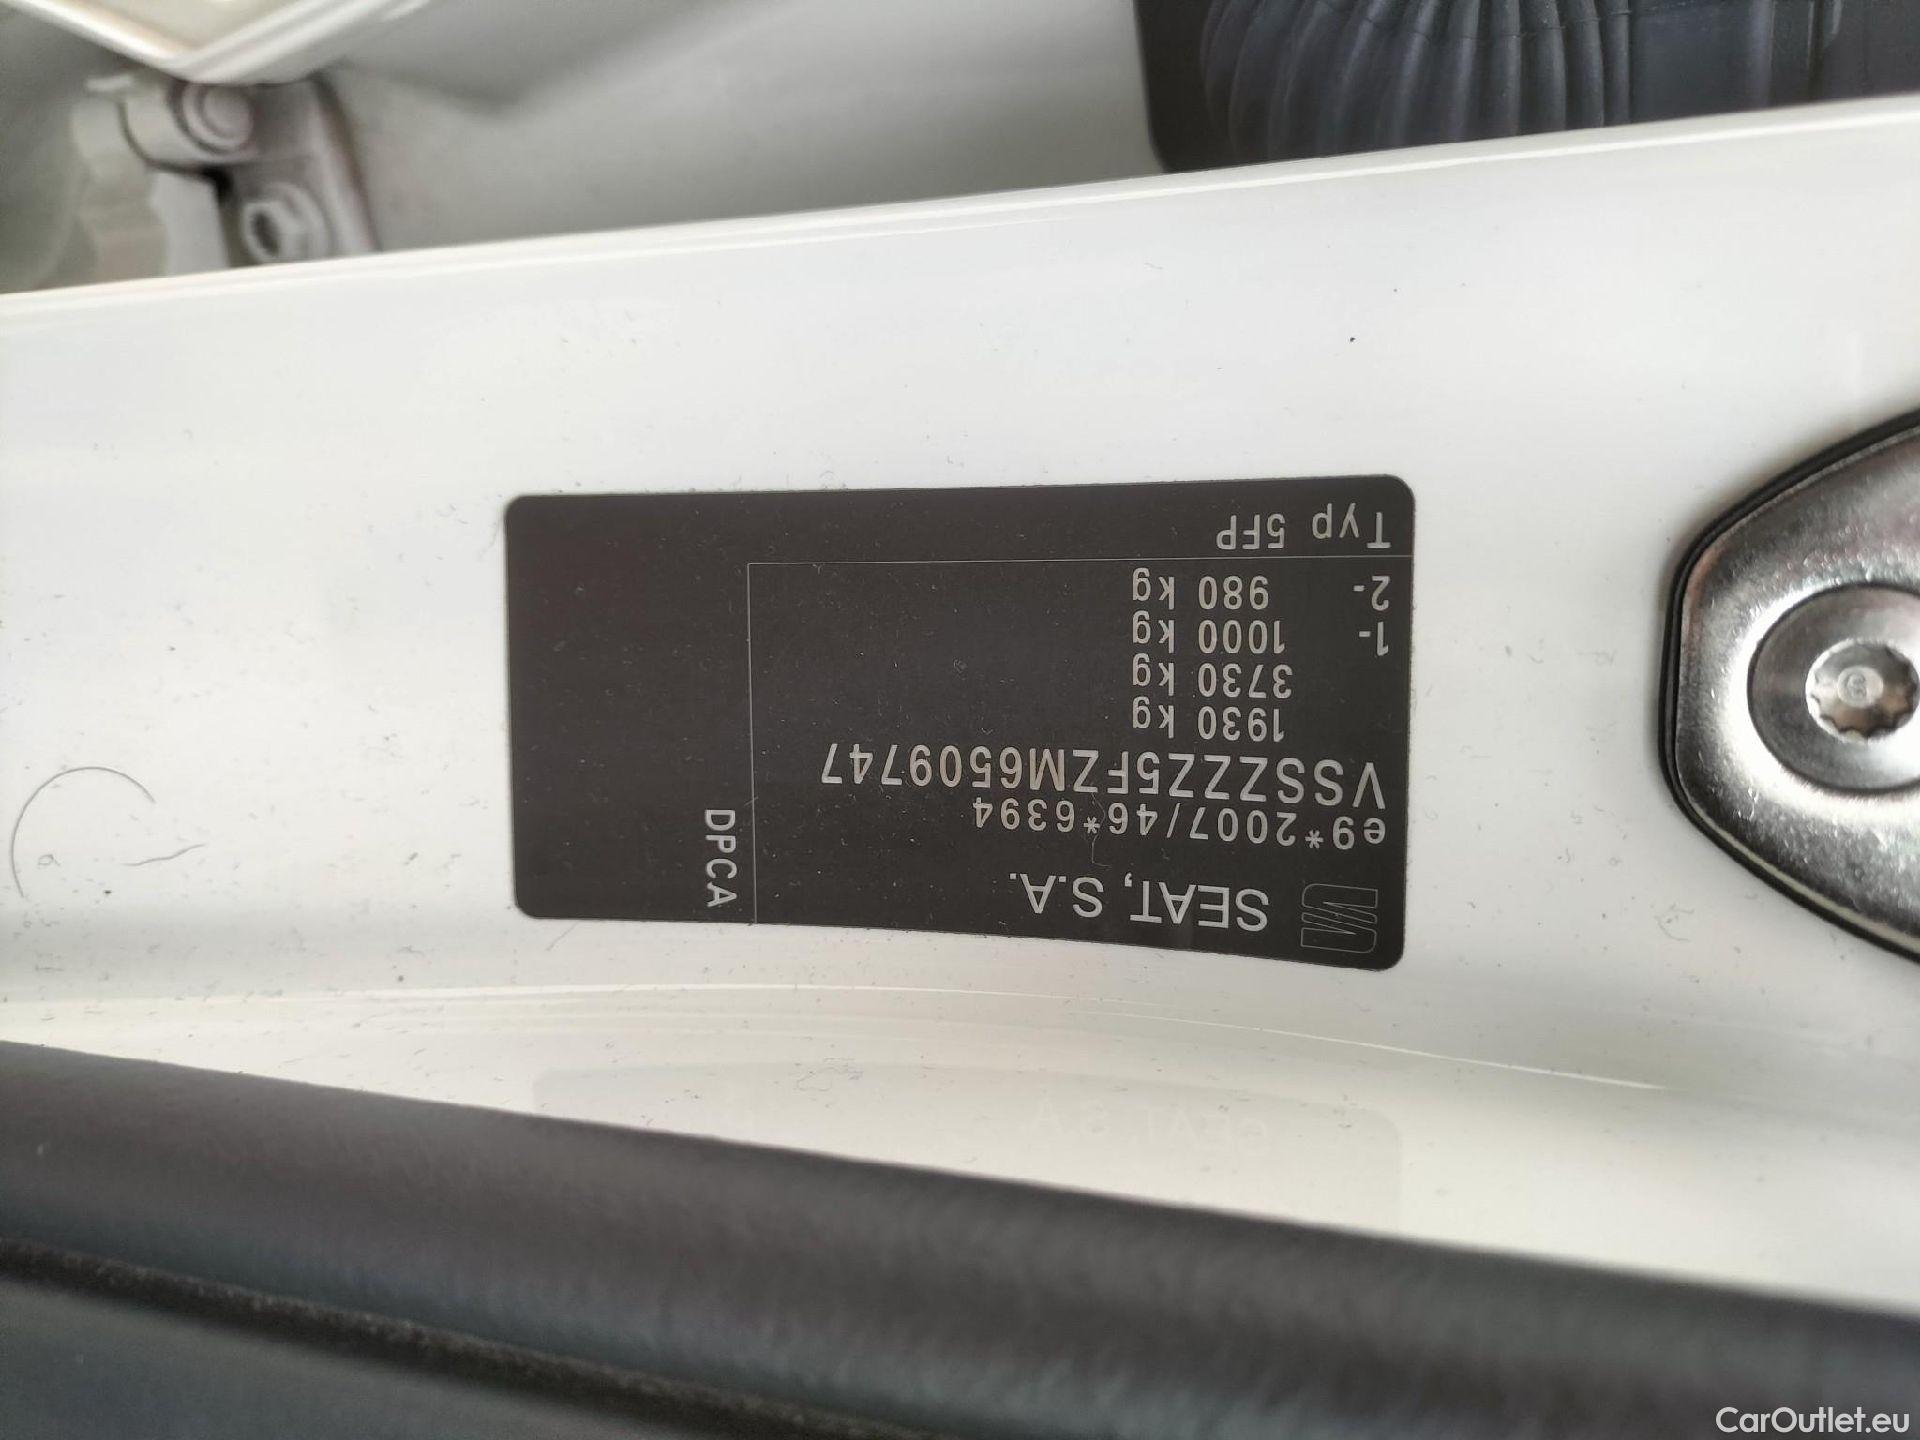 SEAT, S.A.
e9*2007/46*6394
VSSZZZ5FZM6509747
1930 kg
3730 kg
1- 1000 kg
2- 980 kg
Typ 5FP
DPCA
CarOutlet.eu